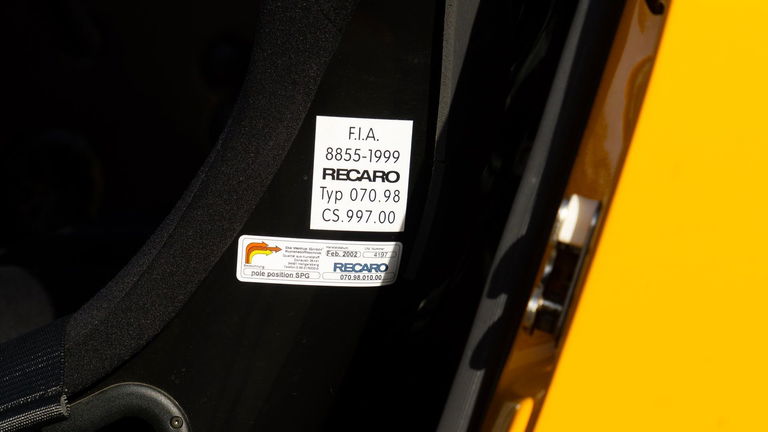 F.I.A.
8855-1999
RECARO
Typ 070.98
CS.997.00
Feb. 2002
4197
RECARO
pole position SPG
070.98.010.00